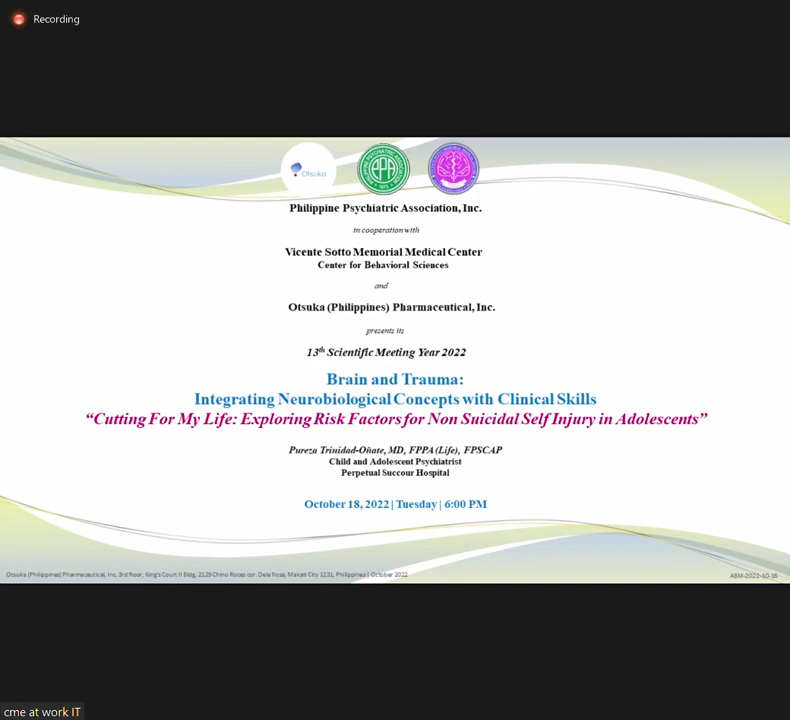 Recording
Otsuka
Philippine Psychiatric Association, Inc.
in cooperation with
Vicente Sotto Memorial Medical Center
Center for Behavioral Sciences
and
Otsuka (Philippines) Pharmaceutical, Inc.
presents its
13th Scientific Meeting Year 2022
Brain and Trauma:
Integrating Neurobiological Concepts with Clinical Skills
“Cutting For My Life: Exploring Risk Factors for Non Suicidal Self Injury in Adolescents”
Pureza Trinidad-Oñate, MD, FPPA (Life), FPSCAP
Child and Adolescent Psychiatrist
Perpetual Succour Hospital
October 18, 2022 | Tuesday | 6:00 PM
Otsuka (Philippines) Pharmaceutical, Inc. 3rd Floor, King's Court II Bldg, 2129 Chino Roces cor. Dela Rosa, Makati City 1231, Philippines | October 2022
ABM-2022-10-16
cme at work IT